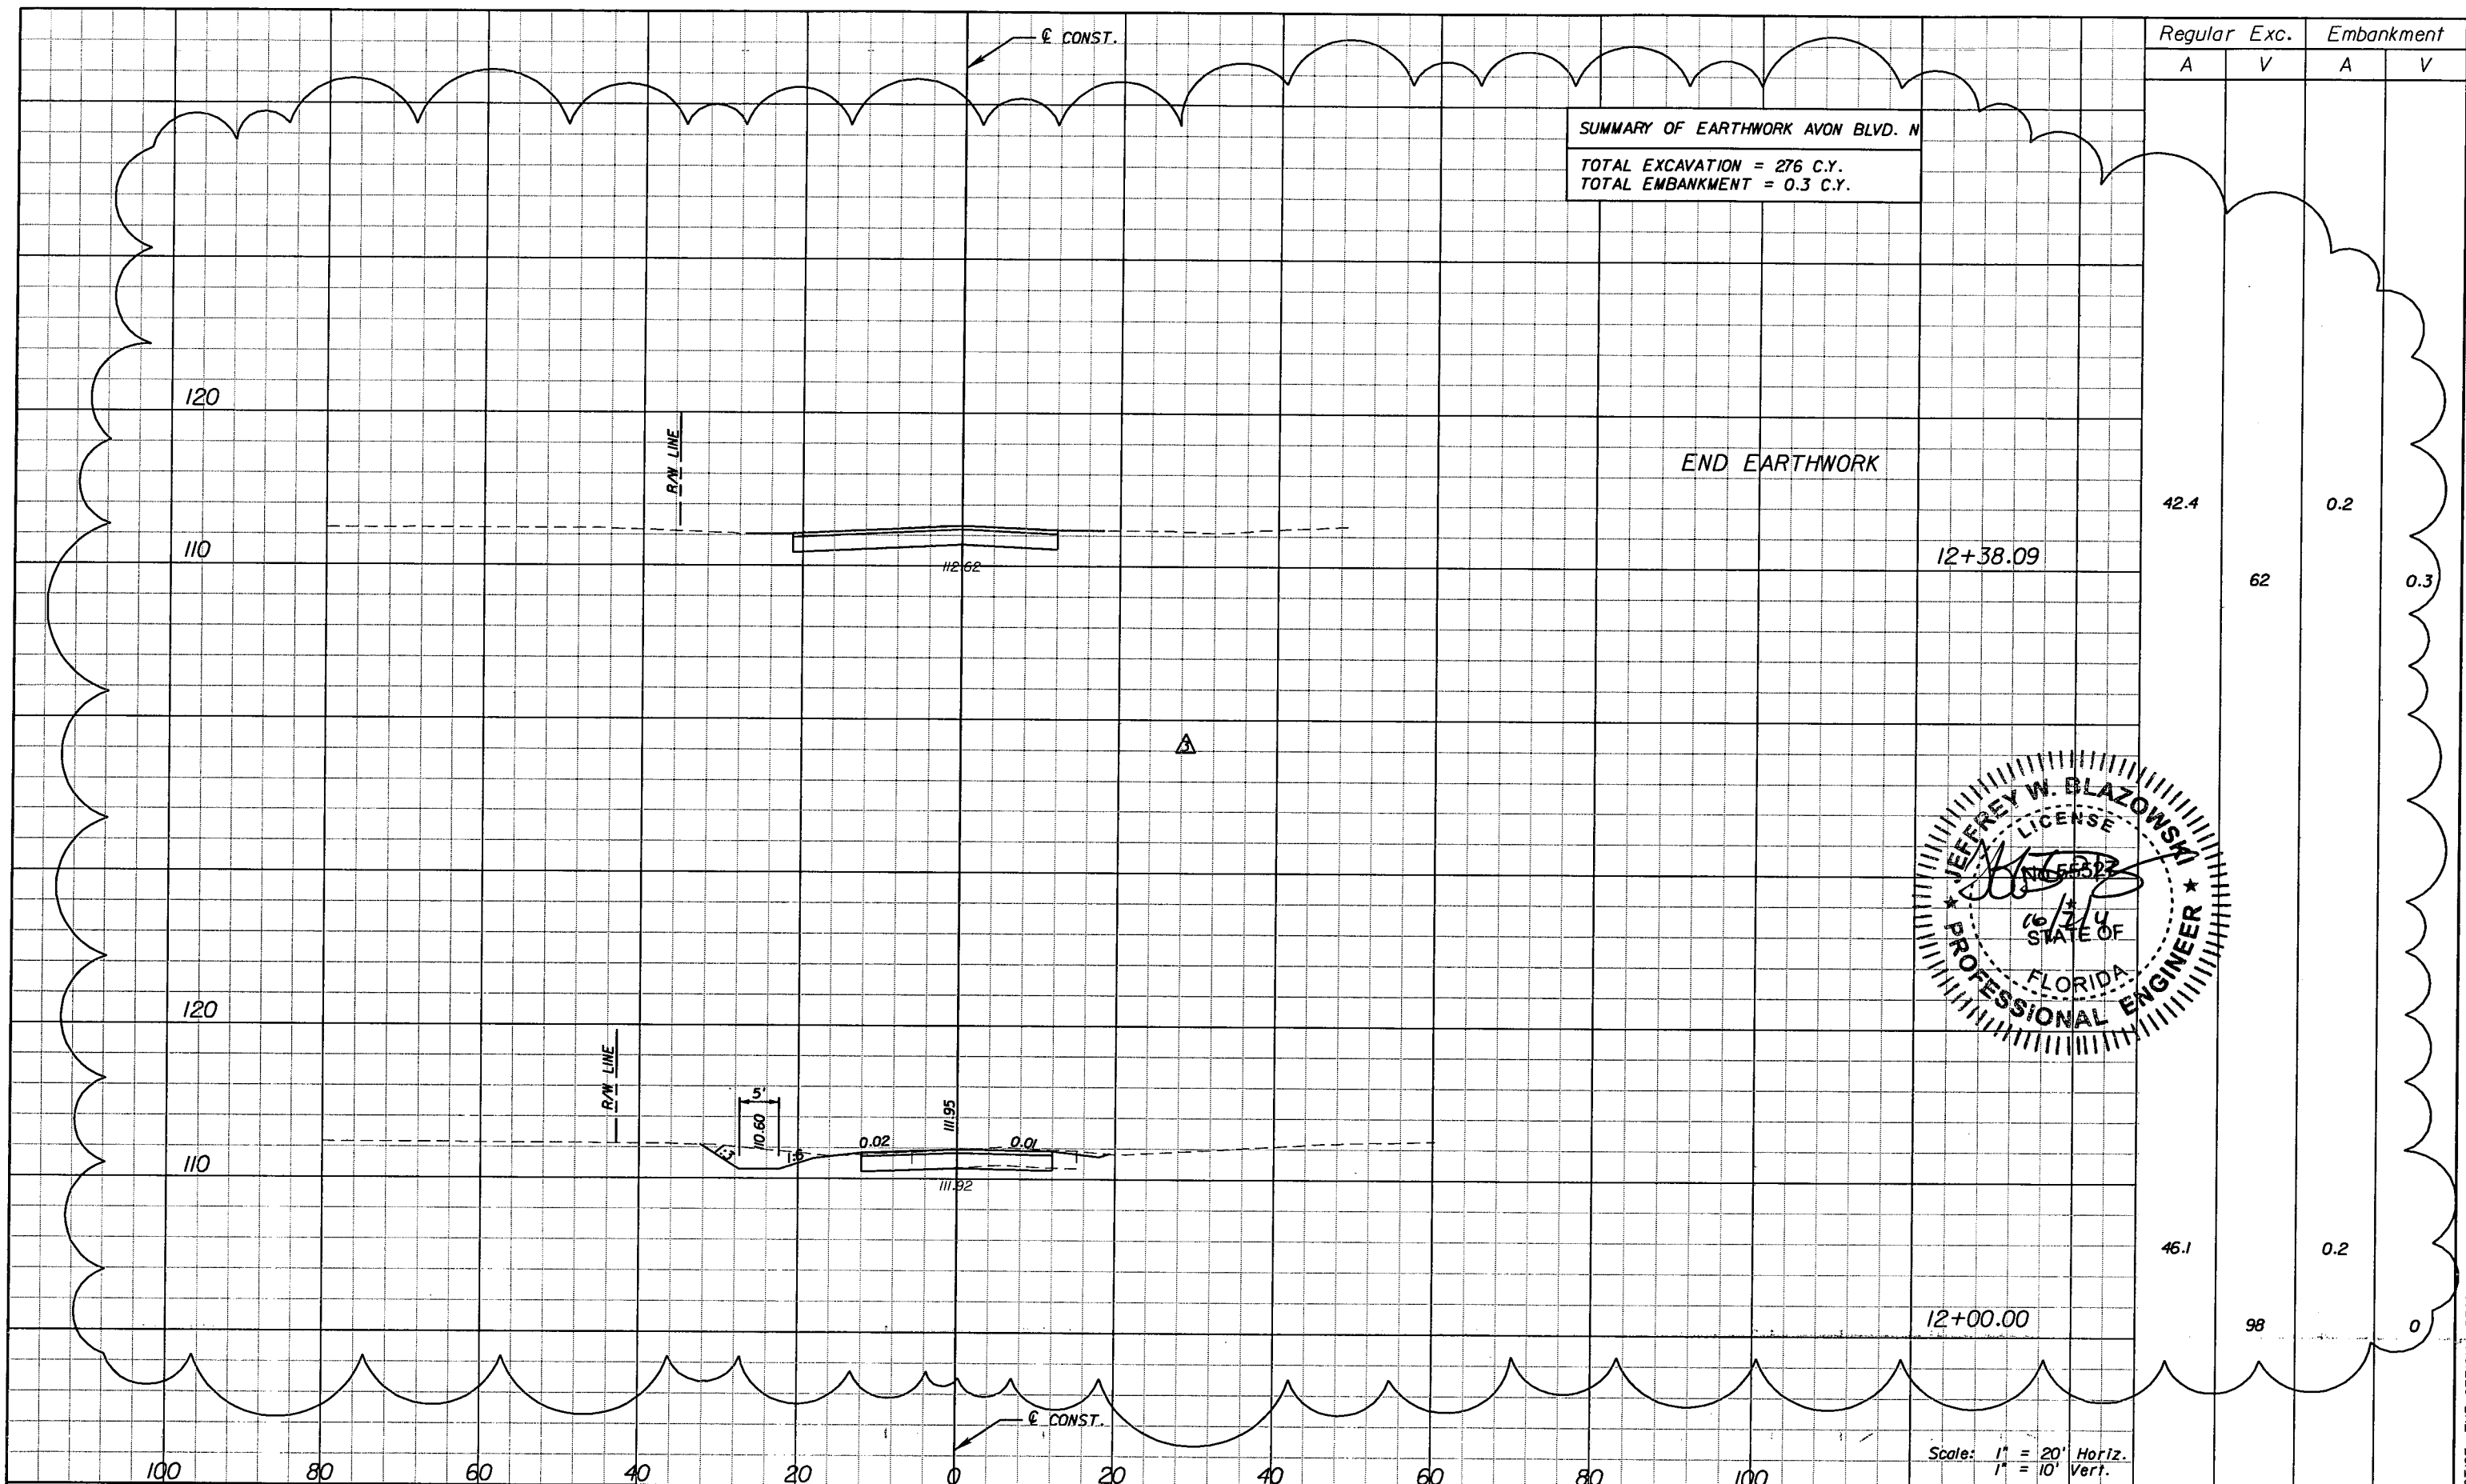 ℄ CONST.
Regular Exc. Embankment
A V A V
SUMMARY OF EARTHWORK AVON BLVD. N
TOTAL EXCAVATION = 276 C.Y.
TOTAL EMBANKMENT = 0.3 C.Y.
120
R/W LINE
END EARTHWORK
42.4 0.2
110
112.62
12+38.09
62 0.3
3
JEFFREY W. BLAZOWSKI
LICENSE
STATE OF
FLORIDA
PROFESSIONAL ENGINEER
120
R/W LINE
5'
110.60
111.95
0.02 0.01
1:6
110
111.92
46.1 0.2
12+00.00
98 0
℄ CONST.
Scale: 1" = 20' Horiz.
1" = 10' Vert.
100 80 60 40 20 0 20 40 60 80 100